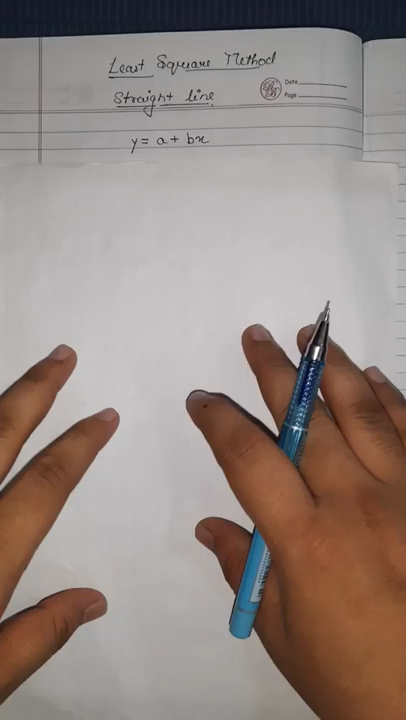 Least Square Method
Straight line
Date
Page
y = a + bx